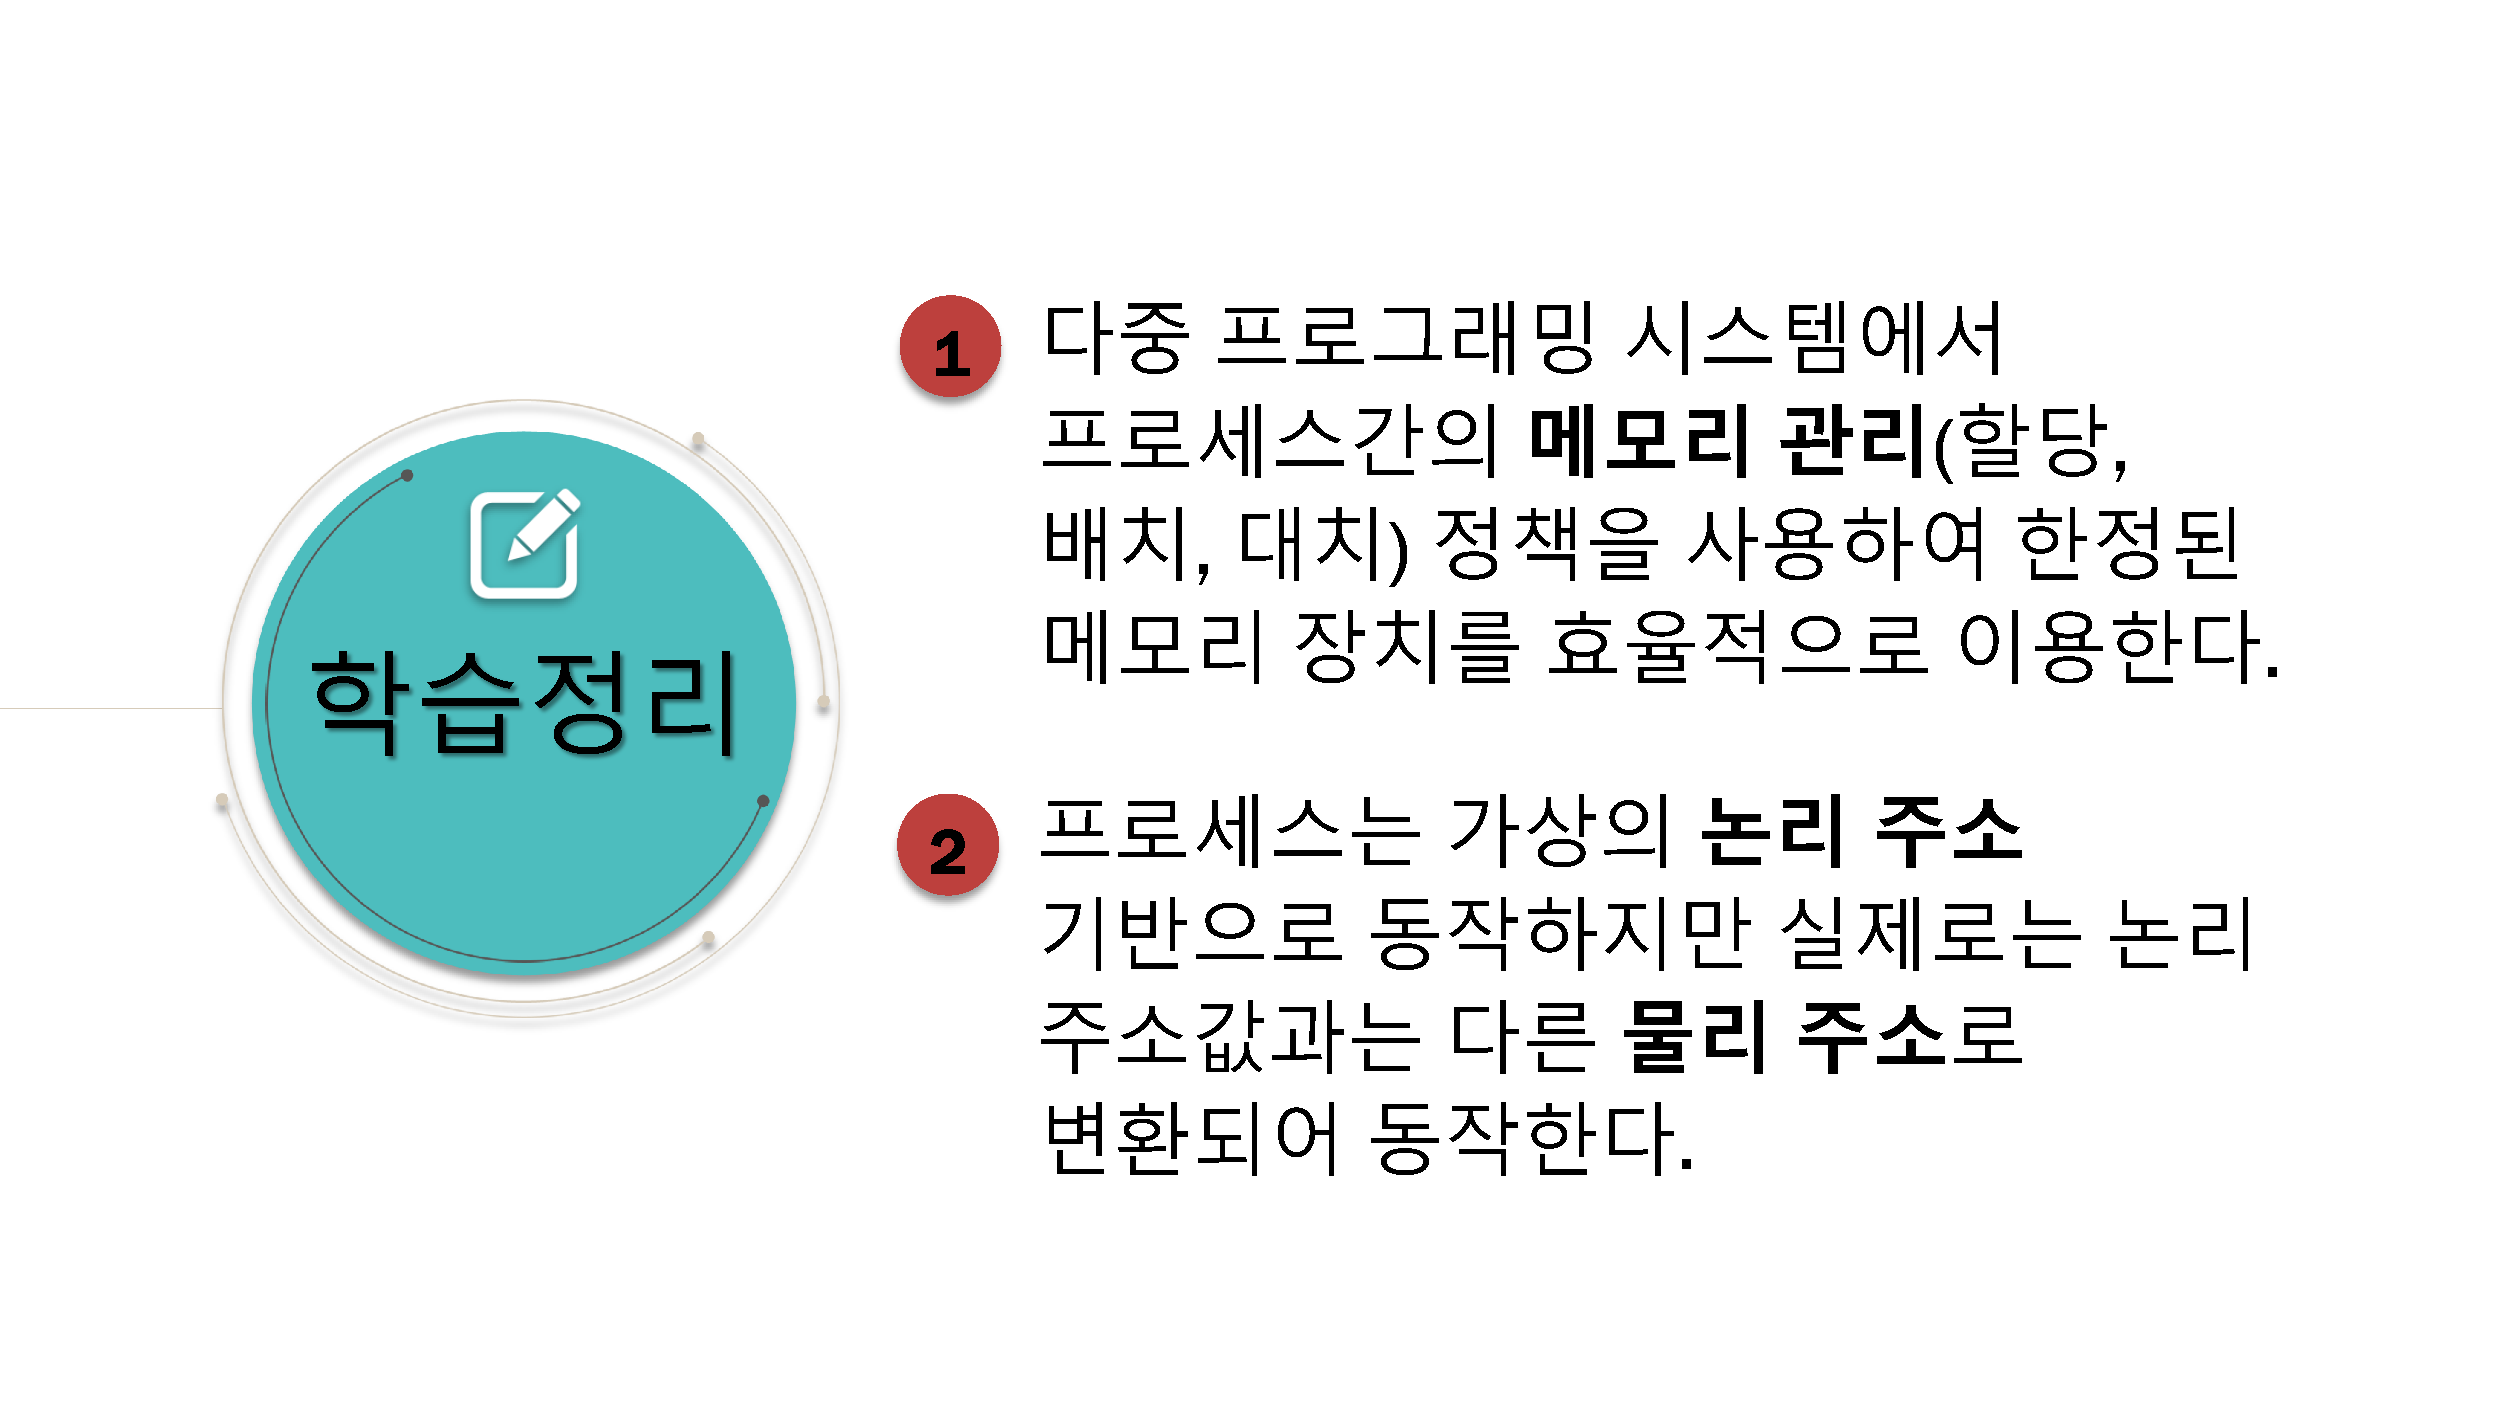 학습정리
1
다중 프로그래밍 시스템에서
프로세스간의 메모리 관리(할당,
배치, 대치) 정책을 사용하여 한정된
메모리 장치를 효율적으로 이용한다.
2
프로세스는 가상의 논리 주소
기반으로 동작하지만 실제로는 논리
주소값과는 다른 물리 주소로
변환되어 동작한다.